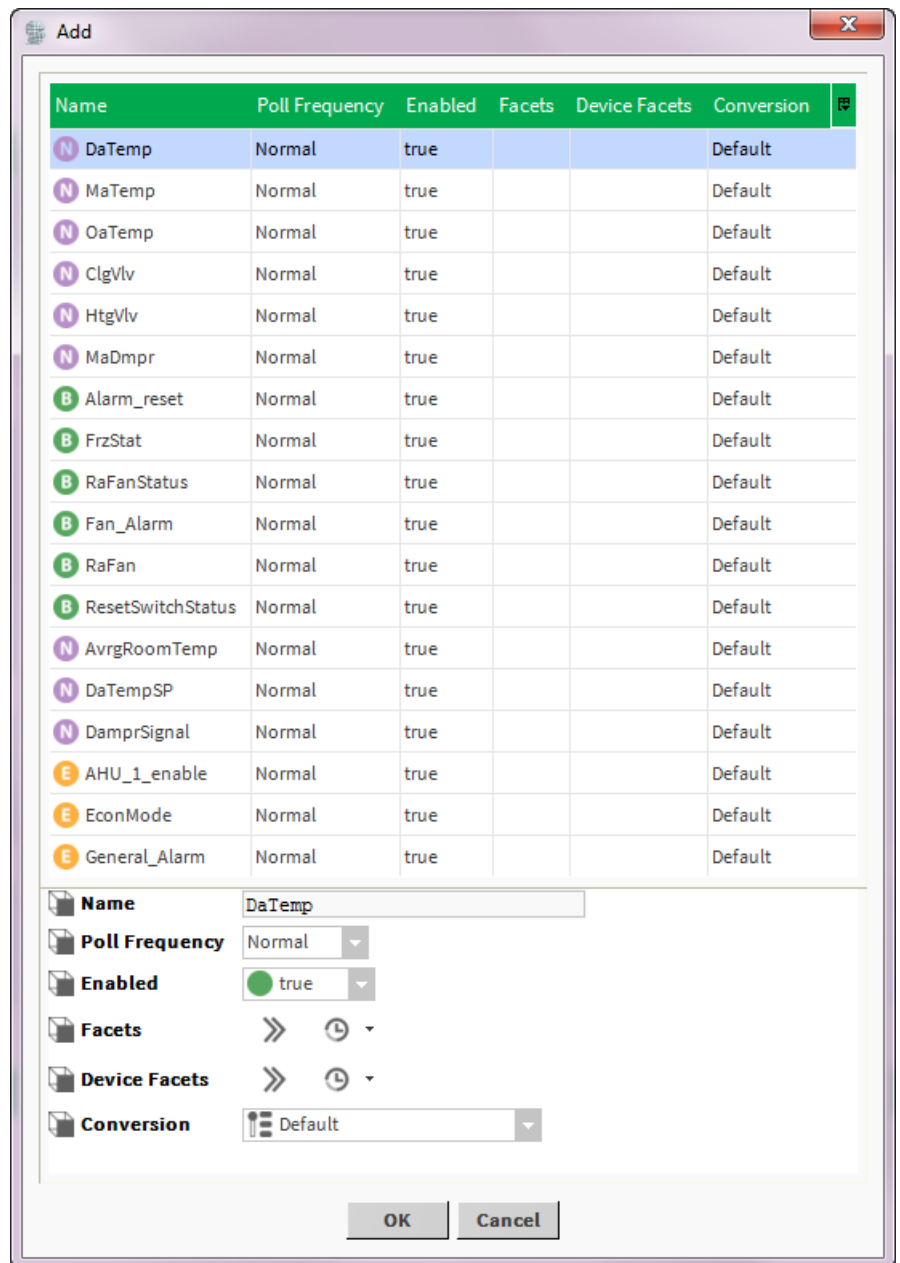 Add
Name Poll Frequency Enabled Facets Device Facets Conversion
N DaTemp Normal true Default
N MaTemp Normal true Default
N OaTemp Normal true Default
N ClgVlv Normal true Default
N HtgVlv Normal true Default
N MaDmpr Normal true Default
B Alarm_reset Normal true Default
B FrzStat Normal true Default
B RaFanStatus Normal true Default
B Fan_Alarm Normal true Default
B RaFan Normal true Default
B ResetSwitchStatus Normal true Default
N AvrgRoomTemp Normal true Default
N DaTempSP Normal true Default
N DamprSignal Normal true Default
E AHU_1_enable Normal true Default
E EconMode Normal true Default
E General_Alarm Normal true Default
Name DaTemp
Poll Frequency Normal
Enabled true
Facets
Device Facets
Conversion Default
OK Cancel